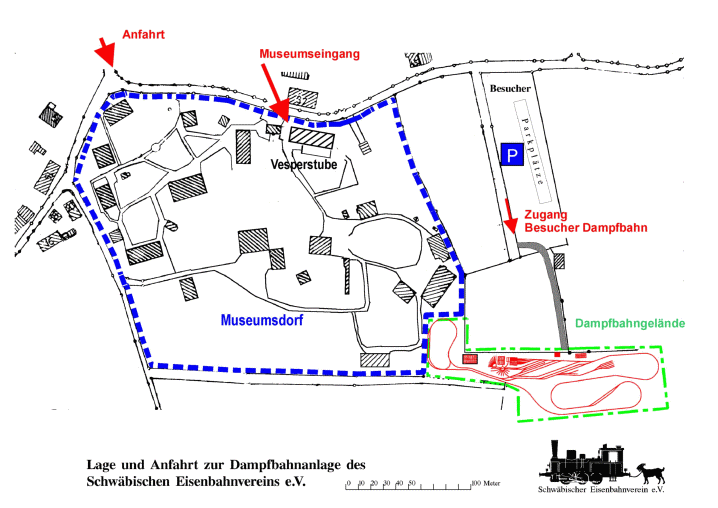 Anfahrt
Museumseingang
Besucher
Parkplätze
P
Vesperstube
Zugang
Besucher Dampfbahn
Museumsdorf
Dampfbahngelände
Lage und Anfahrt zur Dampfbahnanlage des
Schwäbischen Eisenbahnvereins e.V.
0 10 20 30 40 50 100 Meter
Schwäbischer Eisenbahnverein e.V.